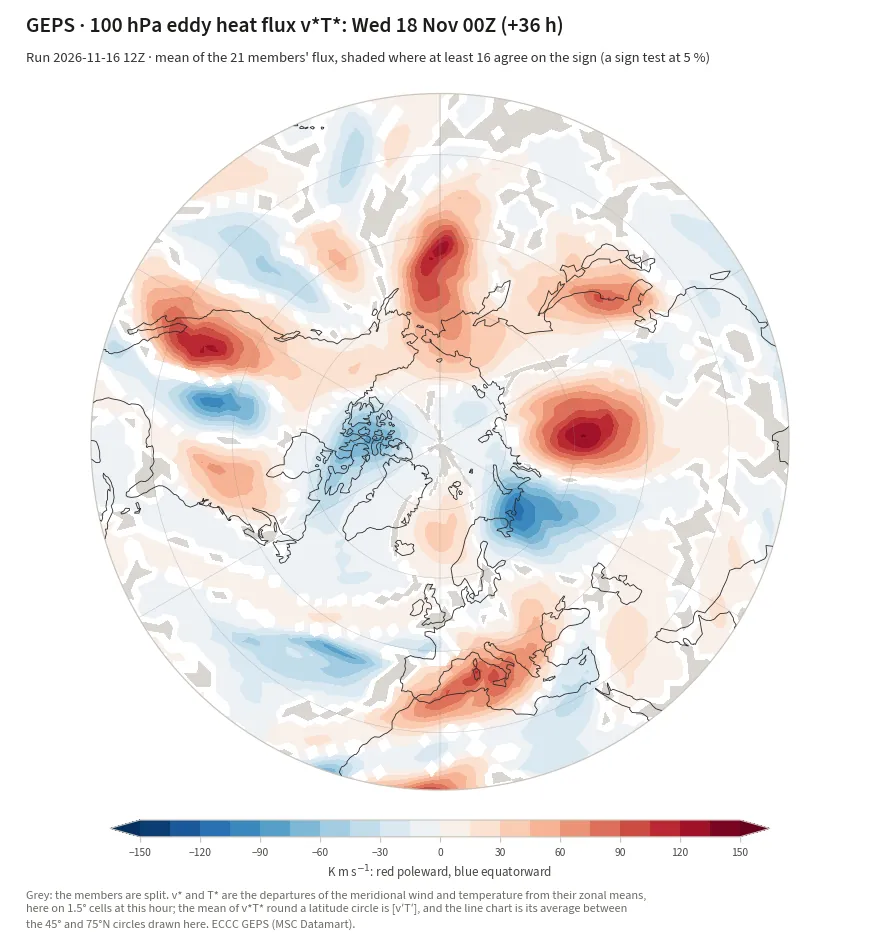 GEPS · 100 hPa eddy heat flux v*T*: Wed 18 Nov 00Z (+36 h)
Run 2026-11-16 12Z · mean of the 21 members' flux, shaded where at least 16 agree on the sign (a sign test at 5 %)
−150 −120 −90 −60 −30 0 30 60 90 120 150
K m s⁻¹: red poleward, blue equatorward
Grey: the members are split. v* and T* are the departures of the meridional wind and temperature from their zonal means,
here on 1.5° cells at this hour; the mean of v*T* round a latitude circle is [v'T'], and the line chart is its average between
the 45° and 75°N circles drawn here. ECCC GEPS (MSC Datamart).